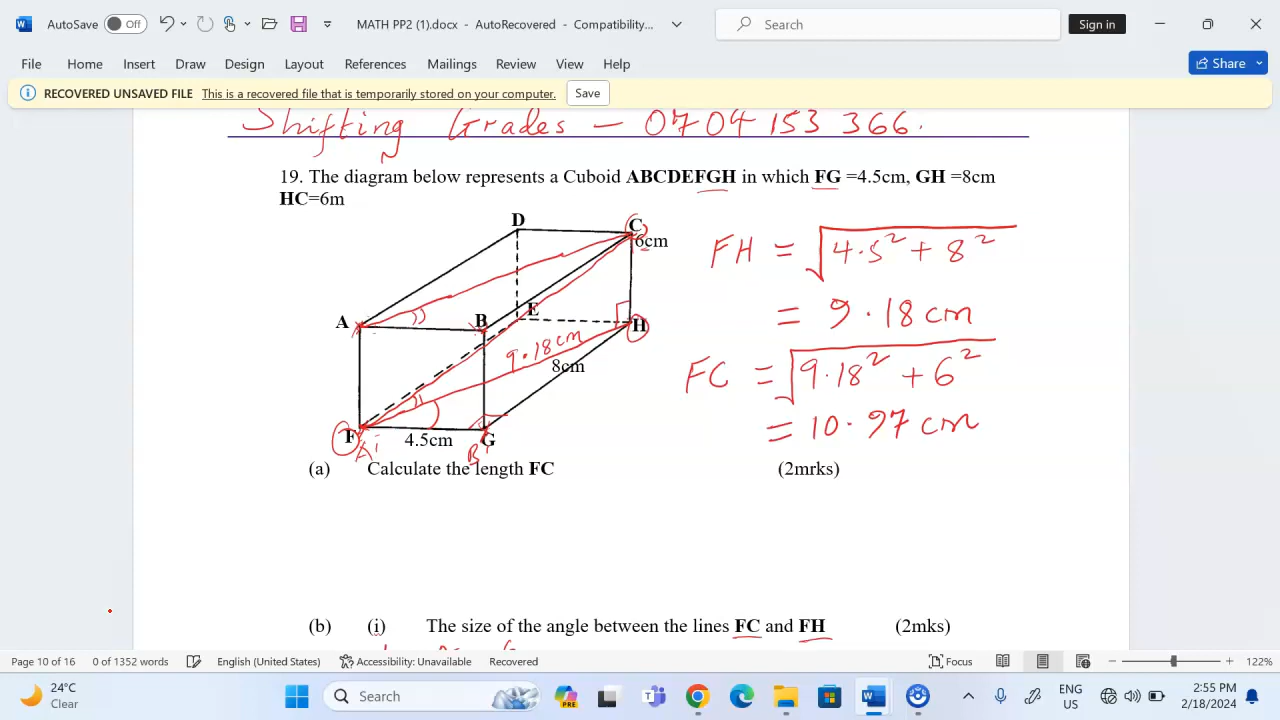 AutoSave Off MATH PP2 (1).docx - AutoRecovered - Compatibility... Search Sign in
File Home Insert Draw Design Layout References Mailings Review View Help Share
RECOVERED UNSAVED FILE This is a recovered file that is temporarily stored on your computer. Save
Shifting Grades - 0704 153 366.
19. The diagram below represents a Cuboid ABCDEFGH in which FG =4.5cm, GH =8cm
HC=6m
D
C
6cm
A
B
E
H
9.18cm
8cm
F
4.5cm
G
A'
B'
FH = √4.5² + 8²
= 9.18cm
FC = √9.18² + 6²
= 10.97 cm
(a) Calculate the length FC (2mrks)
(b) (i) The size of the angle between the lines FC and FH (2mks)
Page 10 of 16 0 of 1352 words English (United States) Accessibility: Unavailable Recovered Focus 122%
24°C
Clear
Search
PRE
ENG
US
2:55 PM
2/18/2024